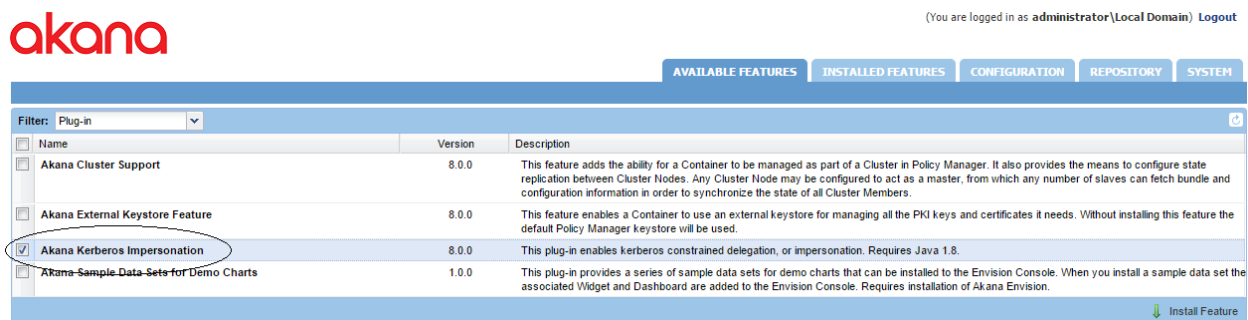 (You are logged in as administrator\Local Domain) Logout
akana
AVAILABLE FEATURES INSTALLED FEATURES CONFIGURATION REPOSITORY SYSTEM
Filter: Plug-in
Name Version Description
Akana Cluster Support 8.0.0 This feature adds the ability for a Container to be managed as part of a Cluster in Policy Manager. It also provides the means to configure state
replication between Cluster Nodes. Any Cluster Node may be configured to act as a master, from which any number of slaves can fetch bundle and
configuration information in order to synchronize the state of all Cluster Members.
Akana External Keystore Feature 8.0.0 This feature enables a Container to use an external keystore for managing all the PKI keys and certificates it needs. Without installing this feature the
default Policy Manager keystore will be used.
Akana Kerberos Impersonation 8.0.0 This plug-in enables kerberos constrained delegation, or impersonation. Requires Java 1.8.
Akana Sample Data Sets for Demo Charts 1.0.0 This plug-in provides a series of sample data sets for demo charts that can be installed to the Envision Console. When you install a sample data set the
associated Widget and Dashboard are added to the Envision Console. Requires installation of Akana Envision.
Install Feature